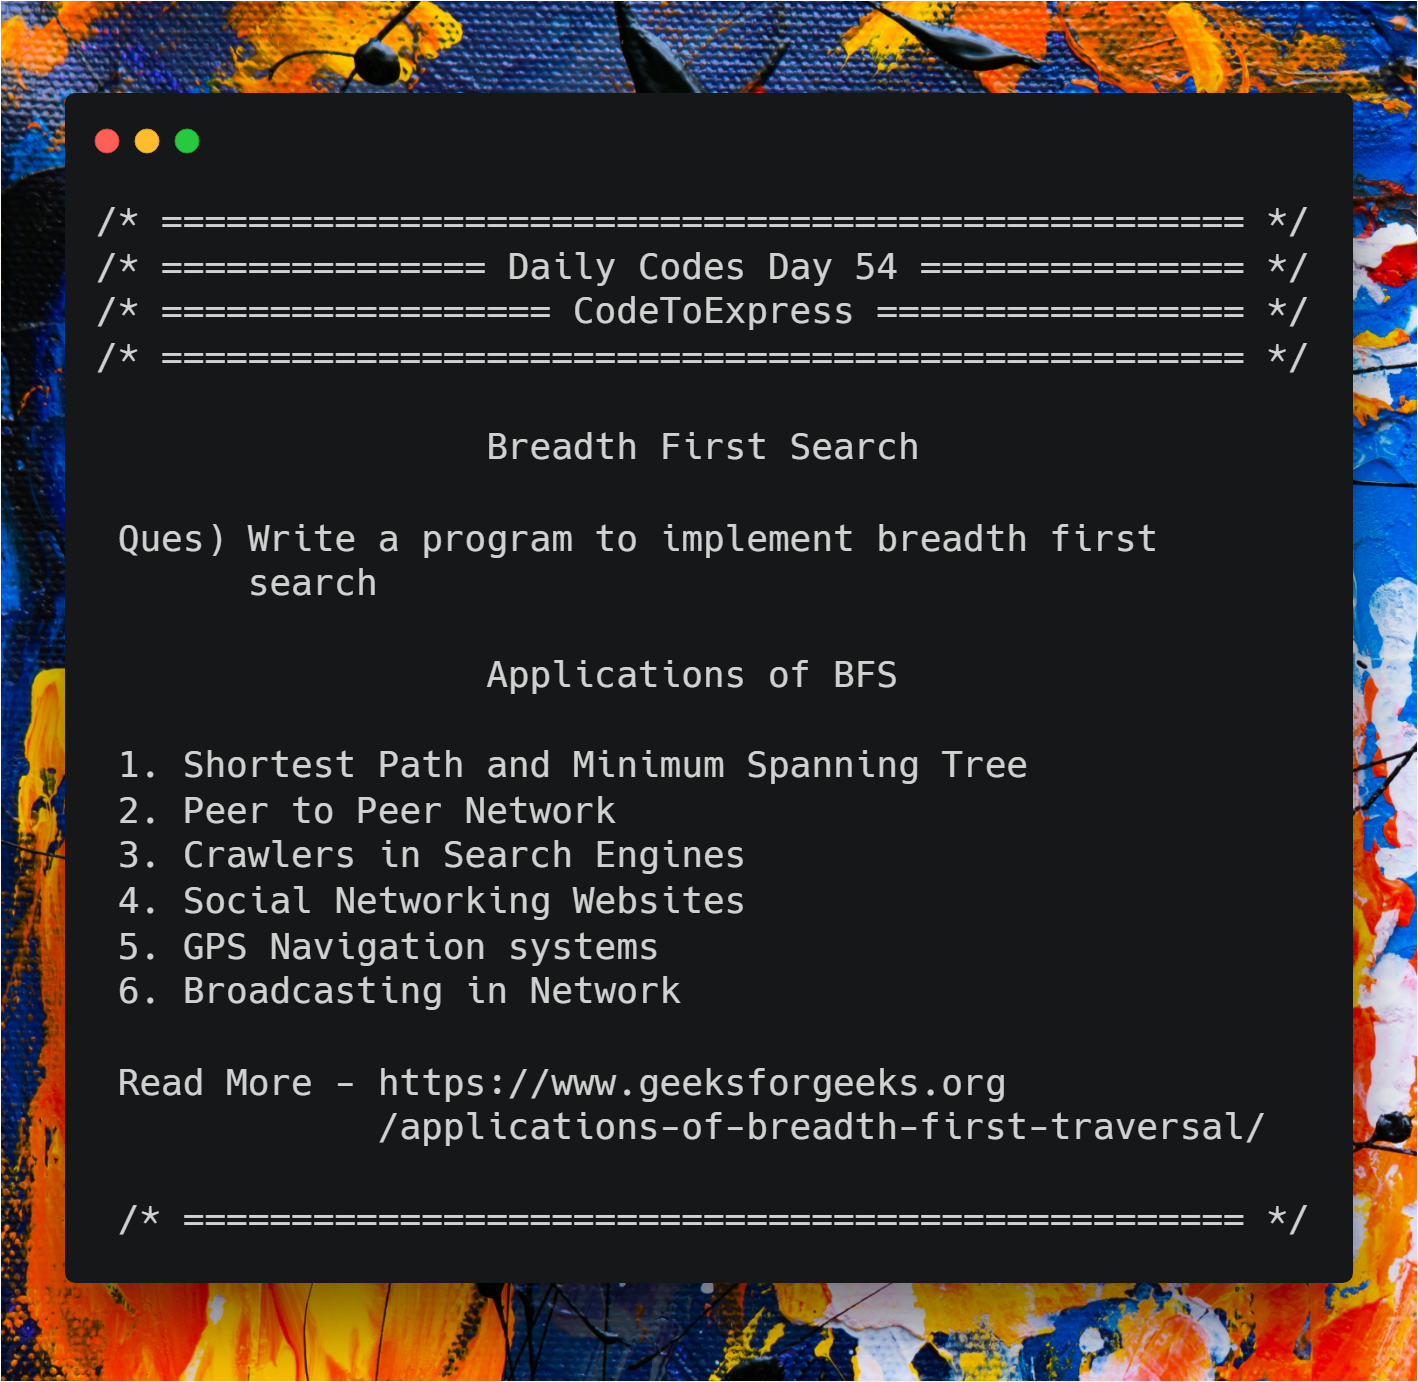 /* ================================================== */
/* =============== Daily Codes Day 54 =============== */
/* ================== CodeToExpress ================= */
/* ================================================== */
Breadth First Search
Ques) Write a program to implement breadth first
search
Applications of BFS
1. Shortest Path and Minimum Spanning Tree
2. Peer to Peer Network
3. Crawlers in Search Engines
4. Social Networking Websites
5. GPS Navigation systems
6. Broadcasting in Network
Read More - https://www.geeksforgeeks.org
/applications-of-breadth-first-traversal/
/* ================================================= */